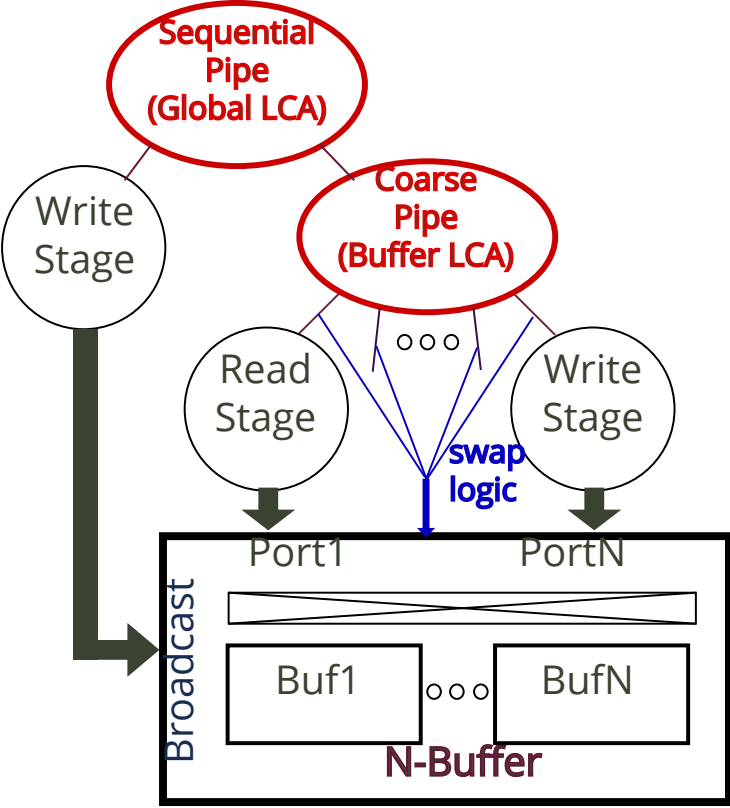 Sequential
Pipe
(Global LCA)
Coarse
Pipe
(Buffer LCA)
Write
Stage
Read
Stage
Write
Stage
swap
logic
Port1
PortN
Broadcast
Buf1
BufN
N-Buffer